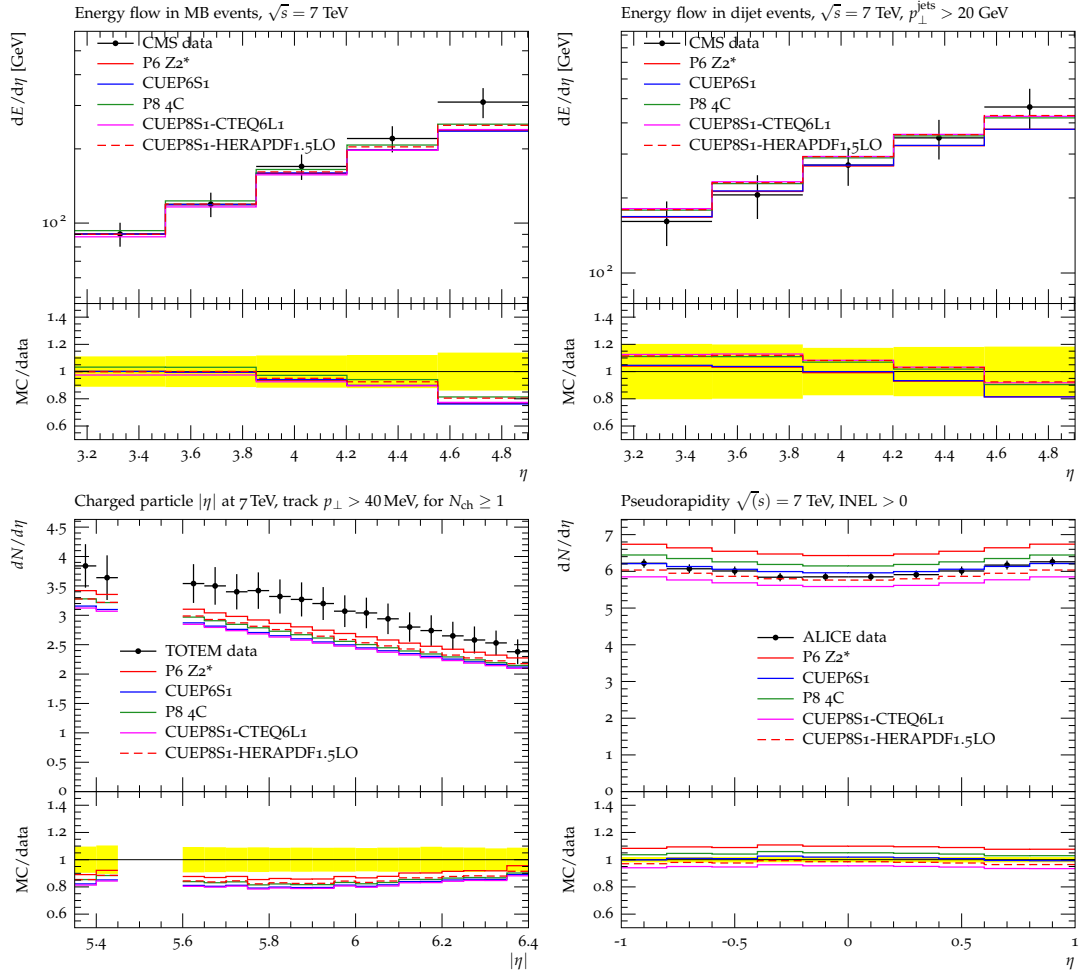 Energy flow in MB events, √s = 7 TeV
dE/dη [GeV]
CMS data
P6 Z2*
CUEP6S1
P8 4C
CUEP8S1-CTEQ6L1
CUEP8S1-HERAPDF1.5LO
10²
MC/data
1.4
1.2
1
0.8
0.6
3.2 3.4 3.6 3.8 4 4.2 4.4 4.6 4.8
η
Energy flow in dijet events, √s = 7 TeV, p⊥^jets > 20 GeV
dE/dη [GeV]
CMS data
P6 Z2*
CUEP6S1
P8 4C
CUEP8S1-CTEQ6L1
CUEP8S1-HERAPDF1.5LO
10²
MC/data
1.4
1.2
1
0.8
0.6
3.2 3.4 3.6 3.8 4 4.2 4.4 4.6 4.8
η
Charged particle |η| at 7 TeV, track p⊥ > 40 MeV, for Nch ≥ 1
dN/dη
4.5
4
3.5
3
2.5
2
1.5
1
0.5
0
TOTEM data
P6 Z2*
CUEP6S1
P8 4C
CUEP8S1-CTEQ6L1
CUEP8S1-HERAPDF1.5LO
MC/data
1.4
1.2
1
0.8
0.6
5.4 5.6 5.8 6 6.2 6.4
|η|
Pseudorapidity √(s) = 7 TeV, INEL > 0
dN/dη
7
6
5
4
3
2
1
0
ALICE data
P6 Z2*
CUEP6S1
P8 4C
CUEP8S1-CTEQ6L1
CUEP8S1-HERAPDF1.5LO
MC/data
1.4
1.2
1
0.8
0.6
-1 -0.5 0 0.5 1
η